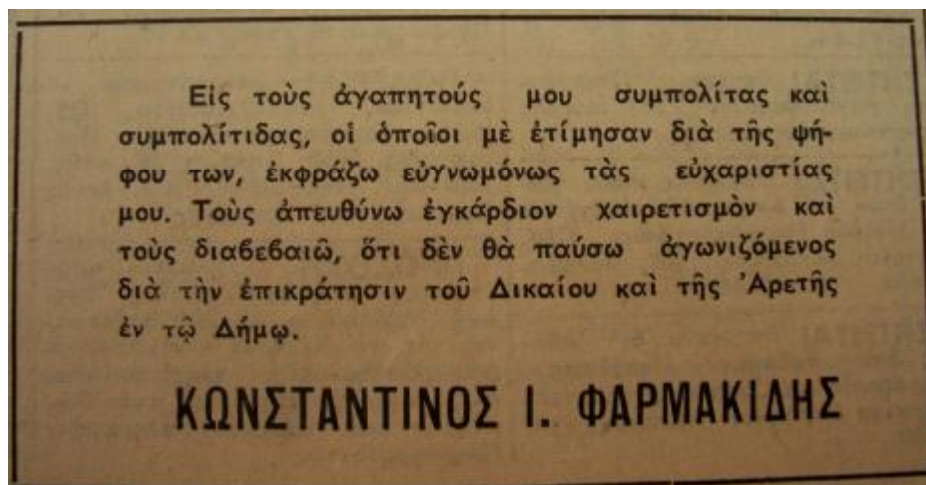 Εἰς τοὺς ἀγαπητούς μου συμπολίτας καὶ
συμπολίτιδας, οἱ ὁποῖοι μὲ ἐτίμησαν διὰ τῆς ψή-
φου των, ἐκφράζω εὐγνωμόνως τὰς εὐχαριστίας
μου. Τοὺς ἀπευθύνω ἐγκάρδιον χαιρετισμὸν καὶ
τοὺς διαβεβαιῶ, ὅτι δὲν θὰ παύσω ἀγωνιζόμενος
διὰ τὴν ἐπικράτησιν τοῦ Δικαίου καὶ τῆς Ἀρετῆς
ἐν τῷ Δήμῳ.
ΚΩΝΣΤΑΝΤΙΝΟΣ Ι. ΦΑΡΜΑΚΙΔΗΣ